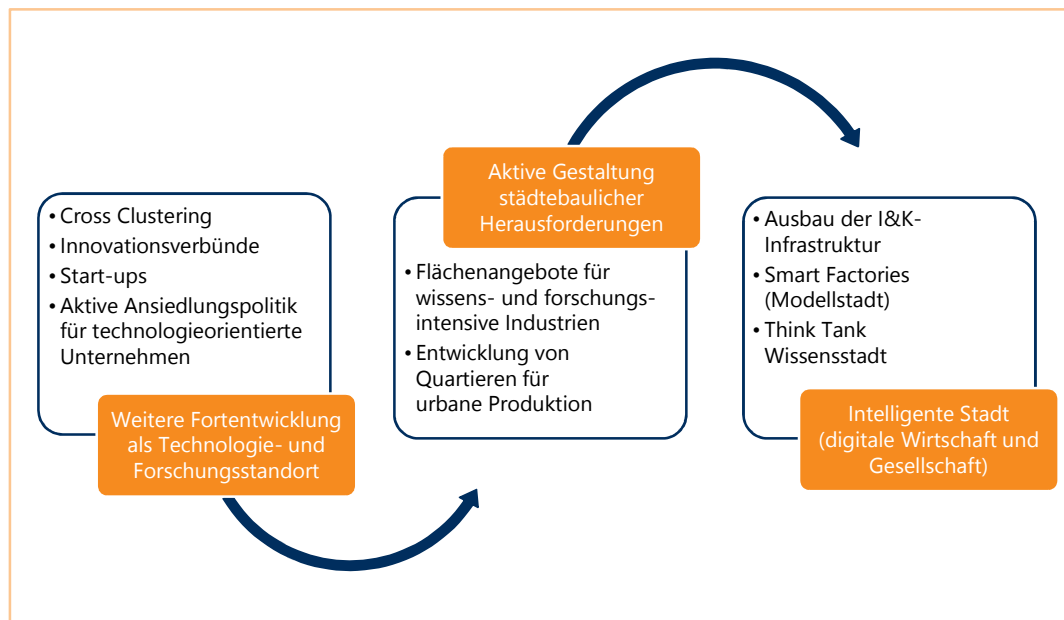 • Cross Clustering
• Innovationsverbünde
• Start-ups
• Aktive Ansiedlungspolitik
für technologieorientierte
Unternehmen
Weitere Fortentwicklung
als Technologie- und
Forschungsstandort
Aktive Gestaltung
städtebaulicher
Herausforderungen
• Flächenangebote für
wissens- und forschungs-
intensive Industrien
• Entwicklung von
Quartieren für
urbane Produktion
• Ausbau der I&K-
Infrastruktur
• Smart Factories
(Modellstadt)
• Think Tank
Wissensstadt
Intelligente Stadt
(digitale Wirtschaft und
Gesellschaft)